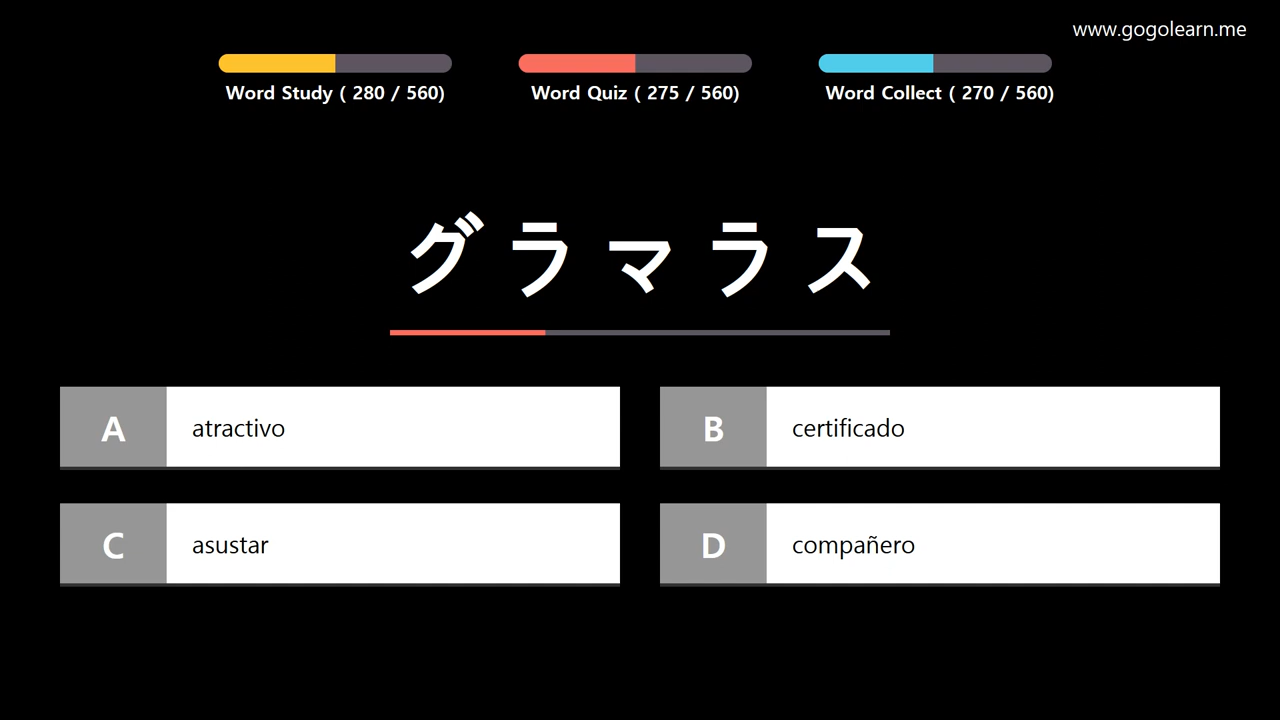 www.gogolearn.me
Word Study ( 280 / 560)
Word Quiz ( 275 / 560)
Word Collect ( 270 / 560)
グラマラス
A atractivo
B certificado
C asustar
D compañero